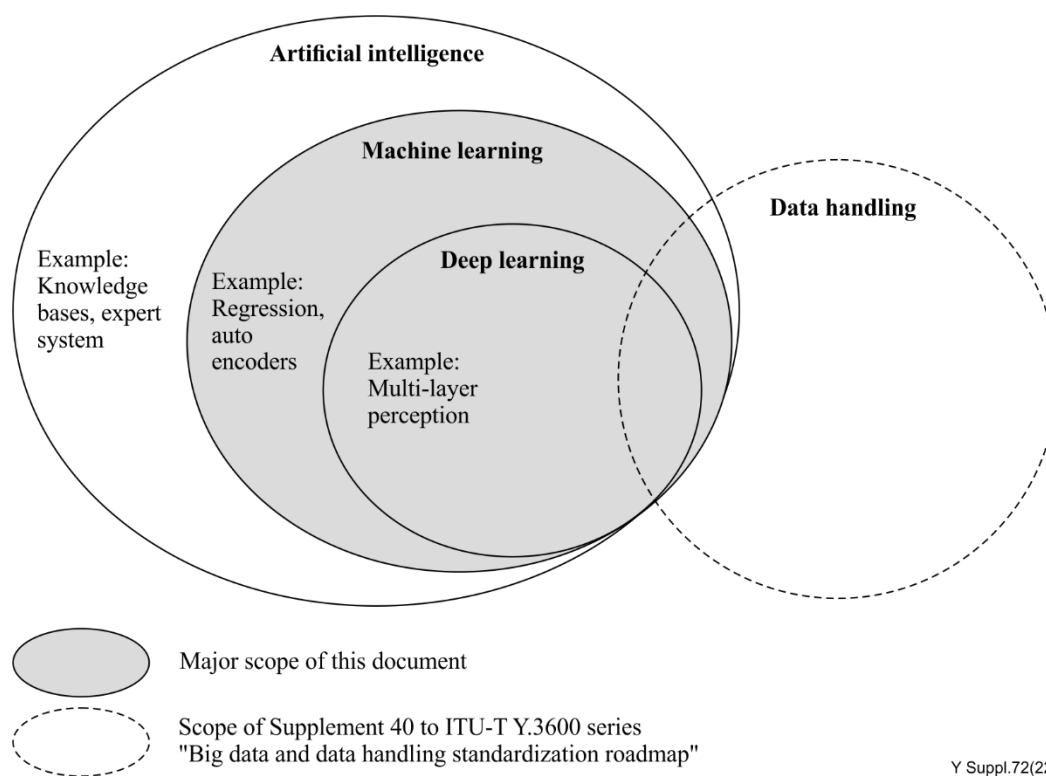 Artificial intelligence
Machine learning
Data handling
Deep learning
Example:
Knowledge
bases, expert
system
Example:
Regression,
auto
encoders
Example:
Multi-layer
perception
Major scope of this document
Scope of Supplement 40 to ITU-T Y.3600 series
"Big data and data handling standardization roadmap"
Y Suppl.72(22